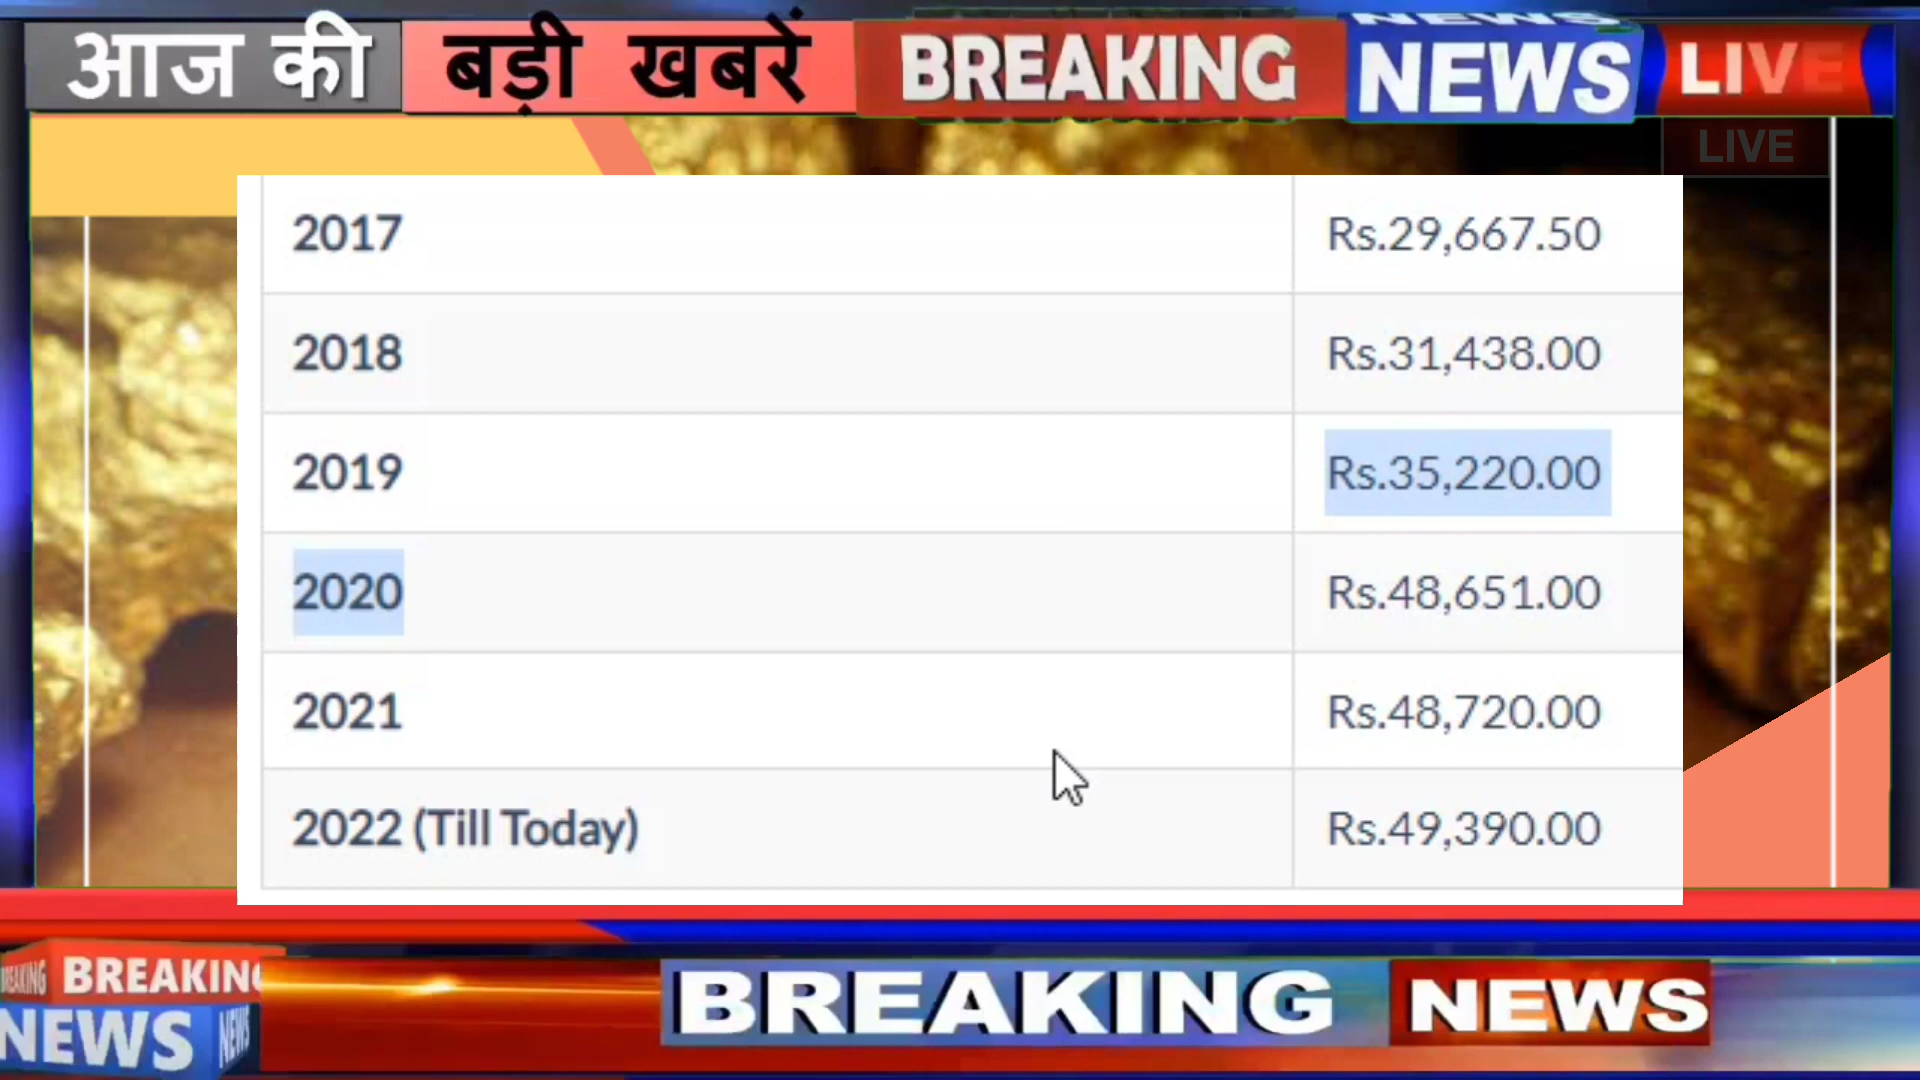 आज की बड़ी खबरें BREAKING NEWS LIVE
NEWS
LIVE
2017 Rs.29,667.50
2018 Rs.31,438.00
2019 Rs.35,220.00
2020 Rs.48,651.00
2021 Rs.48,720.00
2022 (Till Today) Rs.49,390.00
BREAKING BREAKING NEWS
NEWS NEWS